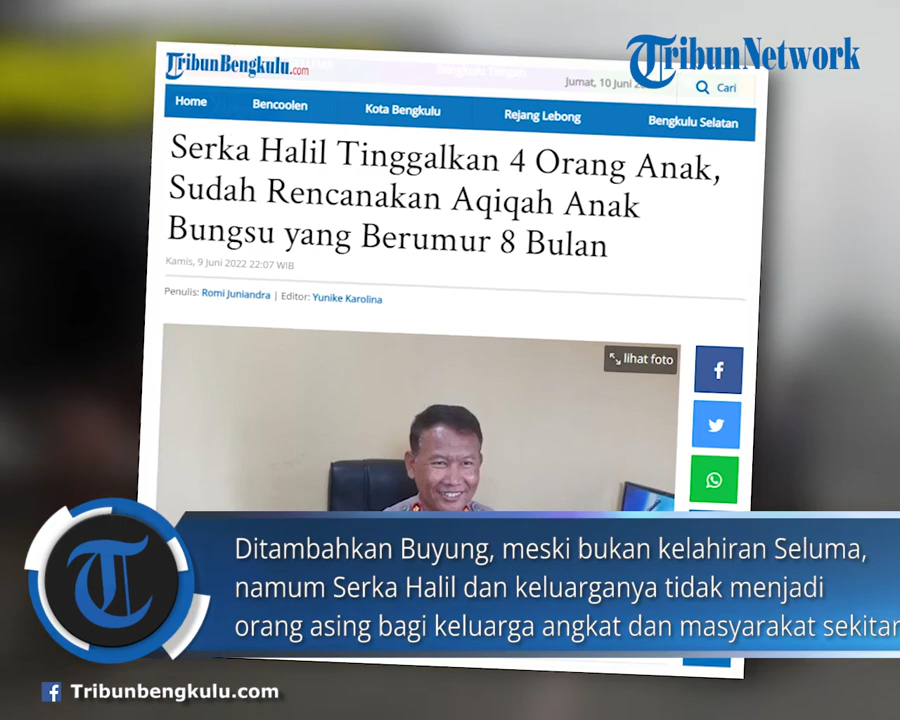 TribunNetwork
TribunBengkulu.com
Jumat, 10 Juni
Cari
Home
Bencoolen
Kota Bengkulu
Rejang Lebong
Bengkulu Selatan
Serka Halil Tinggalkan 4 Orang Anak,
Sudah Rencanakan Aqiqah Anak
Bungsu yang Berumur 8 Bulan
Kamis, 9 Juni 2022 22:07 WIB
Penulis: Romi Juniandra | Editor: Yunike Karolina
lihat foto
Ditambahkan Buyung, meski bukan kelahiran Seluma,
namum Serka Halil dan keluarganya tidak menjadi
orang asing bagi keluarga angkat dan masyarakat sekitar
Tribunbengkulu.com